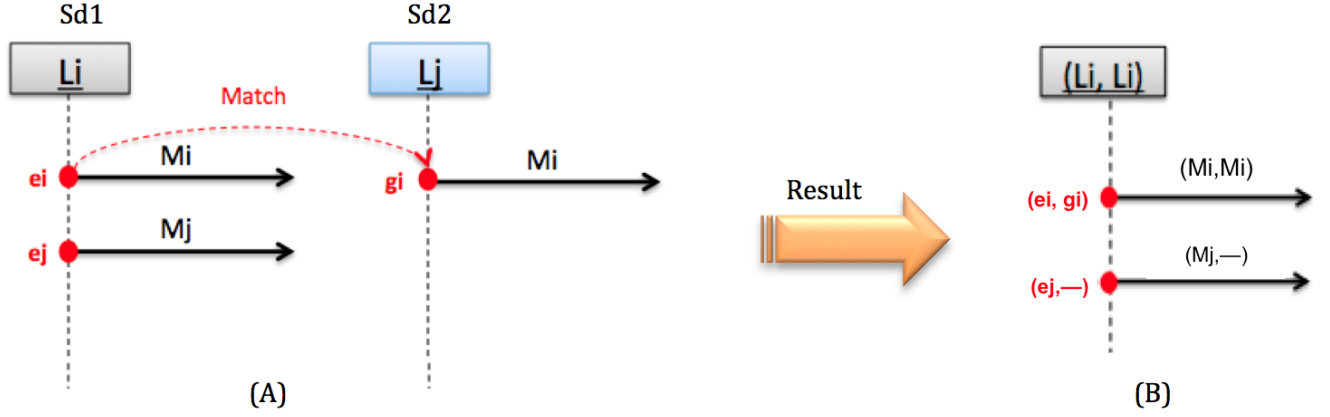 Sd1
Sd2
Li
Lj
(Li, Li)
Match
Mi
Mi
ei
gi
Mj
ej
Result
(Mi,Mi)
(ei, gi)
(Mj,—)
(ej,—)
(A)
(B)